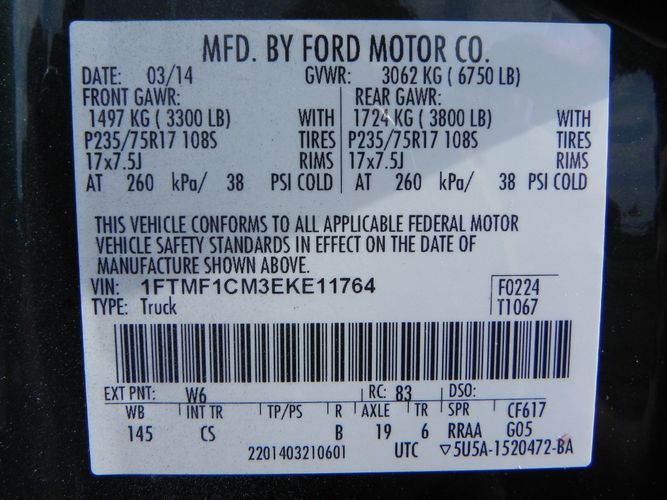 MFD. BY FORD MOTOR CO.
DATE: 03/14 GVWR: 3062 KG ( 6750 LB)
FRONT GAWR: REAR GAWR:
1497 KG ( 3300 LB) WITH 1724 KG ( 3800 LB) WITH
P235/75R17 108S TIRES P235/75R17 108S TIRES
17x7.5J RIMS 17x7.5J RIMS
AT 260 kPa/ 38 PSI COLD AT 260 kPa/ 38 PSI COLD
THIS VEHICLE CONFORMS TO ALL APPLICABLE FEDERAL MOTOR
VEHICLE SAFETY STANDARDS IN EFFECT ON THE DATE OF
MANUFACTURE SHOWN ABOVE.
VIN: 1FTMF1CM3EKE11764 F0224
TYPE: Truck T1067
EXT PNT: W6 RC: 83 DSO:
WB INT TR TP/PS R AXLE TR SPR CF617
145 CS B 19 6 RRAA G05
2201403210601 UTC ▽5U5A-1520472-BA